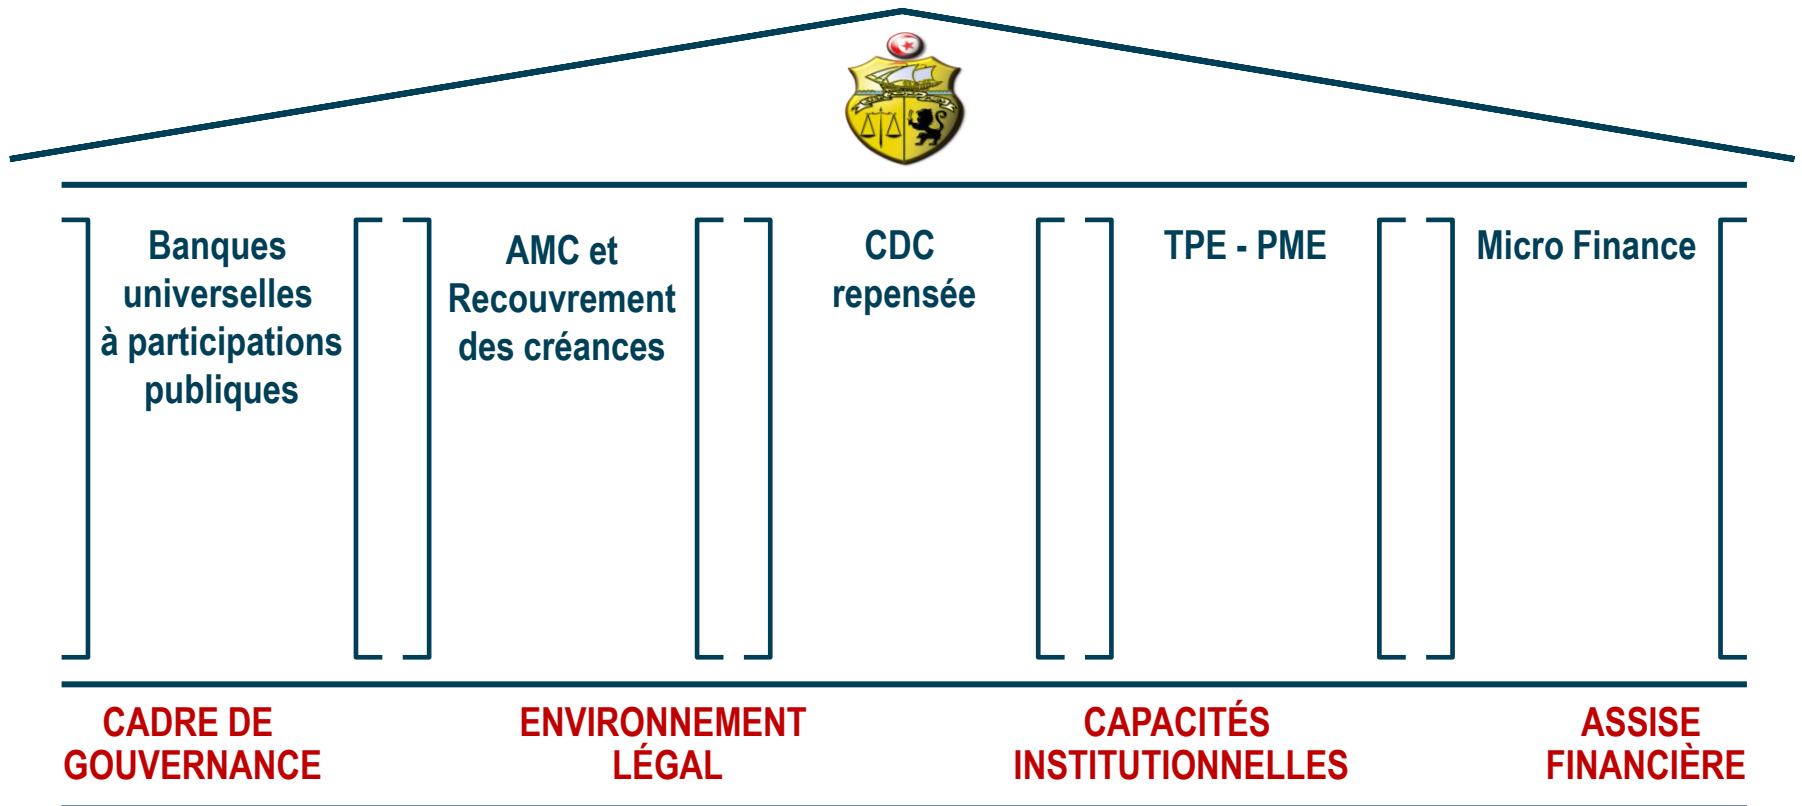 Banques
universelles
à participations
publiques
AMC et
Recouvrement
des créances
CDC
repensée
TPE - PME
Micro Finance
CADRE DE
GOUVERNANCE
ENVIRONNEMENT
LÉGAL
CAPACITÉS
INSTITUTIONNELLES
ASSISE
FINANCIÈRE